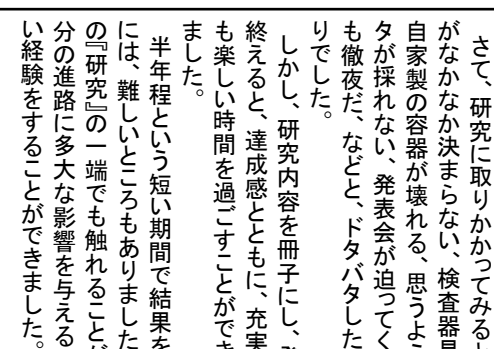 さて、研究に取りかかってみると
がなかなか決まらない、検査器具
自家製の容器が壊れる、思うよう
タが採れない、発表会が迫ってく
も徹夜だ、などと、ドタバタした
りでした。
しかし、研究内容を冊子にし、
終えると、達成感とともに、充実
も楽しい時間を過ごすことができ
ました。
半年程という短い期間で結果を
には、難しいところもありました
の『研究』の一端でも触れることが
分の進路に多大な影響を与える
い経験をすることができました。